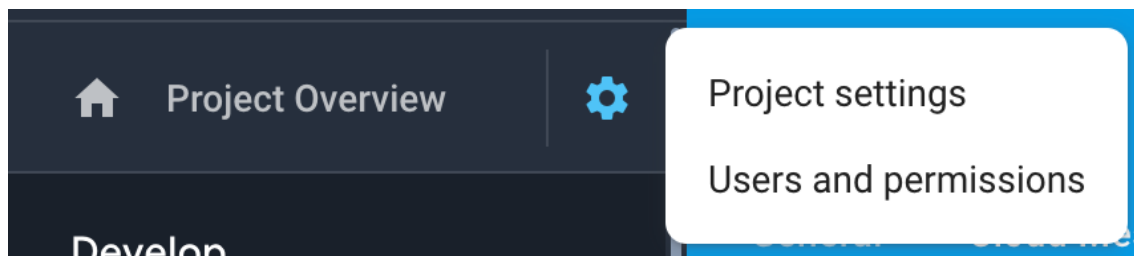 Project Overview
Project settings
Users and permissions
Develop